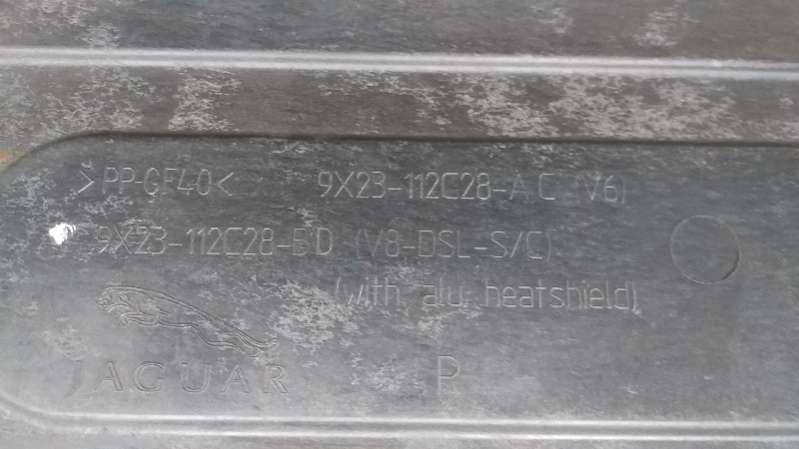 >PP-GF40< 9X23-112C28-AC (V6)
9X23-112C28-BD (V8-DSL-S/C)
(with alu heatshield)
JAGUAR P